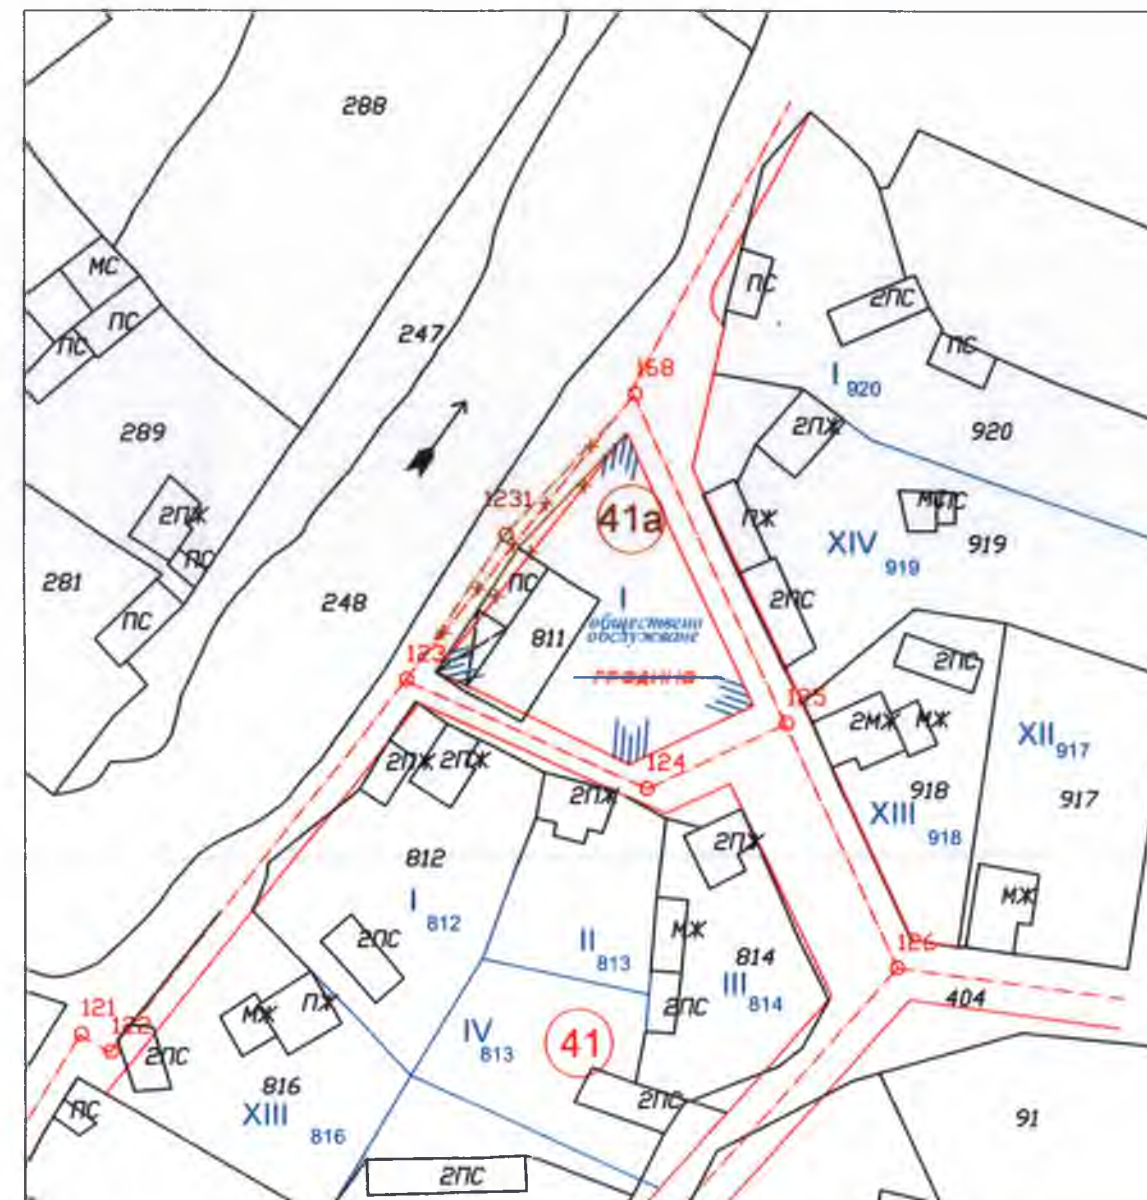 288
МС
ПС
ПС
247
289
2ПЖ
ПС
281
ПС
248
168
1231
41а
ПС
811
I
обществено
обслужване
123
125
124
ПС
2ПС
ПС
I 920
920
2ПЖ
ПЖ
МС
ПС
XIV 919
919
2ПС
2ПС
2МЖ
МЖ
XII 917
917
918
XIII 918
МЖ
2ПЖ
2ПЖ
2ПЖ
2ПЖ
812
I 812
2ПС
II 813
МЖ
814
III 814
2ПС
126
404
IV 813
41
121
122
2ПС
МЖ
ПЖ
ПС
816
XIII 816
2ПС
2ПС
91